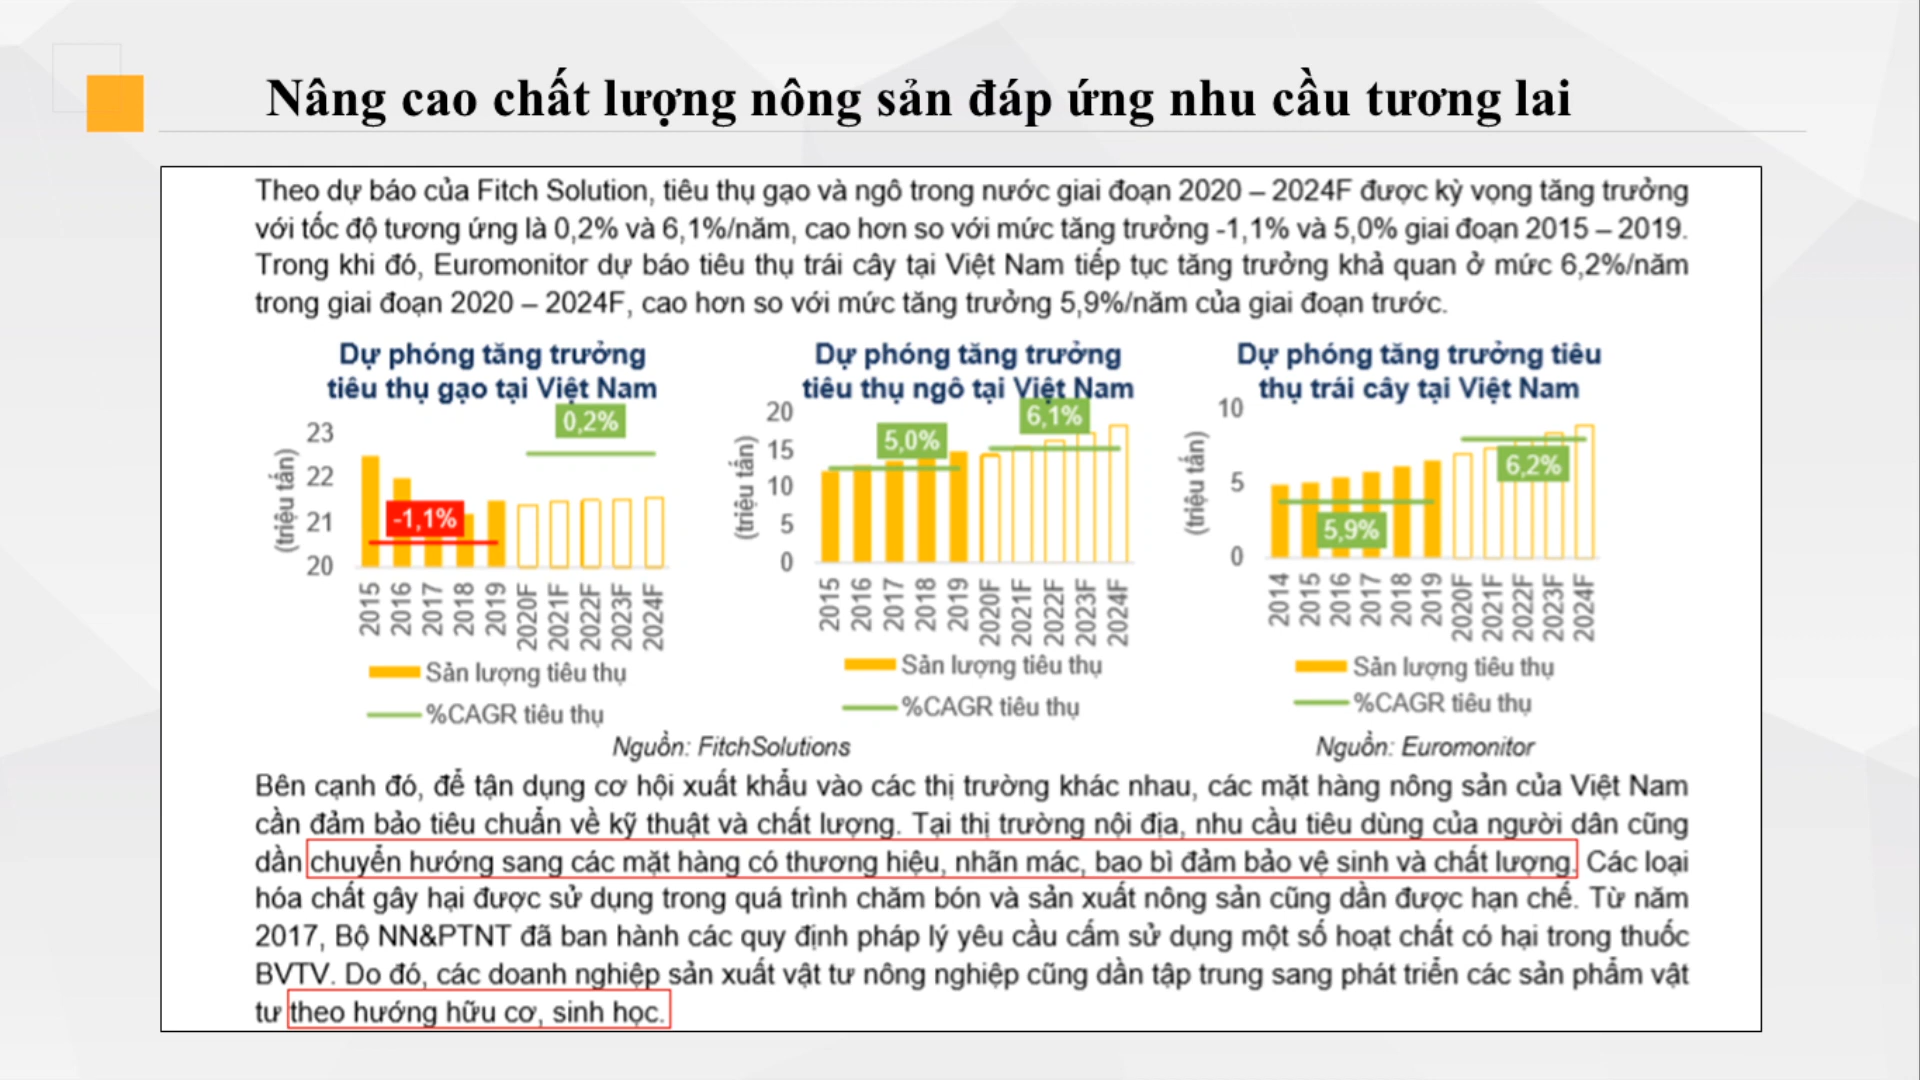 Nâng cao chất lượng nông sản đáp ứng nhu cầu tương lai
Theo dự báo của Fitch Solution, tiêu thụ gạo và ngô trong nước giai đoạn 2020 – 2024F được kỳ vọng tăng trưởng
với tốc độ tương ứng là 0,2% và 6,1%/năm, cao hơn so với mức tăng trưởng -1,1% và 5,0% giai đoạn 2015 – 2019.
Trong khi đó, Euromonitor dự báo tiêu thụ trái cây tại Việt Nam tiếp tục tăng trưởng khả quan ở mức 6,2%/năm
trong giai đoạn 2020 – 2024F, cao hơn so với mức tăng trưởng 5,9%/năm của giai đoạn trước.
Dự phóng tăng trưởng
tiêu thụ gạo tại Việt Nam
0,2%
23
22
21
20
(triệu tấn)
-1,1%
2015
2016
2017
2018
2019
2020F
2021F
2022F
2023F
2024F
Sản lượng tiêu thụ
%CAGR tiêu thụ
Dự phóng tăng trưởng
tiêu thụ ngô tại Việt Nam
20
15
10
5
0
(triệu tấn)
5,0%
6,1%
2015
2016
2017
2018
2019
2020F
2021F
2022F
2023F
2024F
Sản lượng tiêu thụ
%CAGR tiêu thụ
Nguồn: FitchSolutions
Dự phóng tăng trưởng tiêu
thụ trái cây tại Việt Nam
10
5
0
(triệu tấn)
5,9%
6,2%
2014
2015
2016
2017
2018
2019
2020F
2021F
2022F
2023F
2024F
Sản lượng tiêu thụ
%CAGR tiêu thụ
Nguồn: Euromonitor
Bên cạnh đó, để tận dụng cơ hội xuất khẩu vào các thị trường khác nhau, các mặt hàng nông sản của Việt Nam
cần đảm bảo tiêu chuẩn về kỹ thuật và chất lượng. Tại thị trường nội địa, nhu cầu tiêu dùng của người dân cũng
dần chuyển hướng sang các mặt hàng có thương hiệu, nhãn mác, bao bì đảm bảo vệ sinh và chất lượng. Các loại
hóa chất gây hại được sử dụng trong quá trình chăm bón và sản xuất nông sản cũng dần được hạn chế. Từ năm
2017, Bộ NN&PTNT đã ban hành các quy định pháp lý yêu cầu cấm sử dụng một số hoạt chất có hại trong thuốc
BVTV. Do đó, các doanh nghiệp sản xuất vật tư nông nghiệp cũng dần tập trung sang phát triển các sản phẩm vật
tư theo hướng hữu cơ, sinh học.